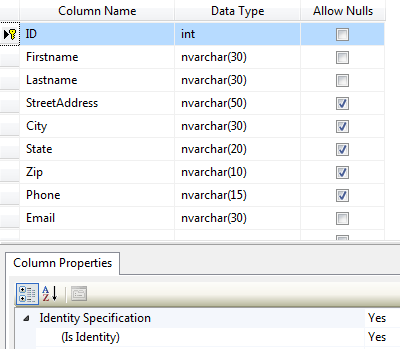 Column Name Data Type Allow Nulls
ID int
Firstname nvarchar(30)
Lastname nvarchar(30)
StreetAddress nvarchar(50)
City nvarchar(30)
State nvarchar(20)
Zip nvarchar(10)
Phone nvarchar(15)
Email nvarchar(30)
Column Properties
A
Z
Identity Specification Yes
(Is Identity) Yes